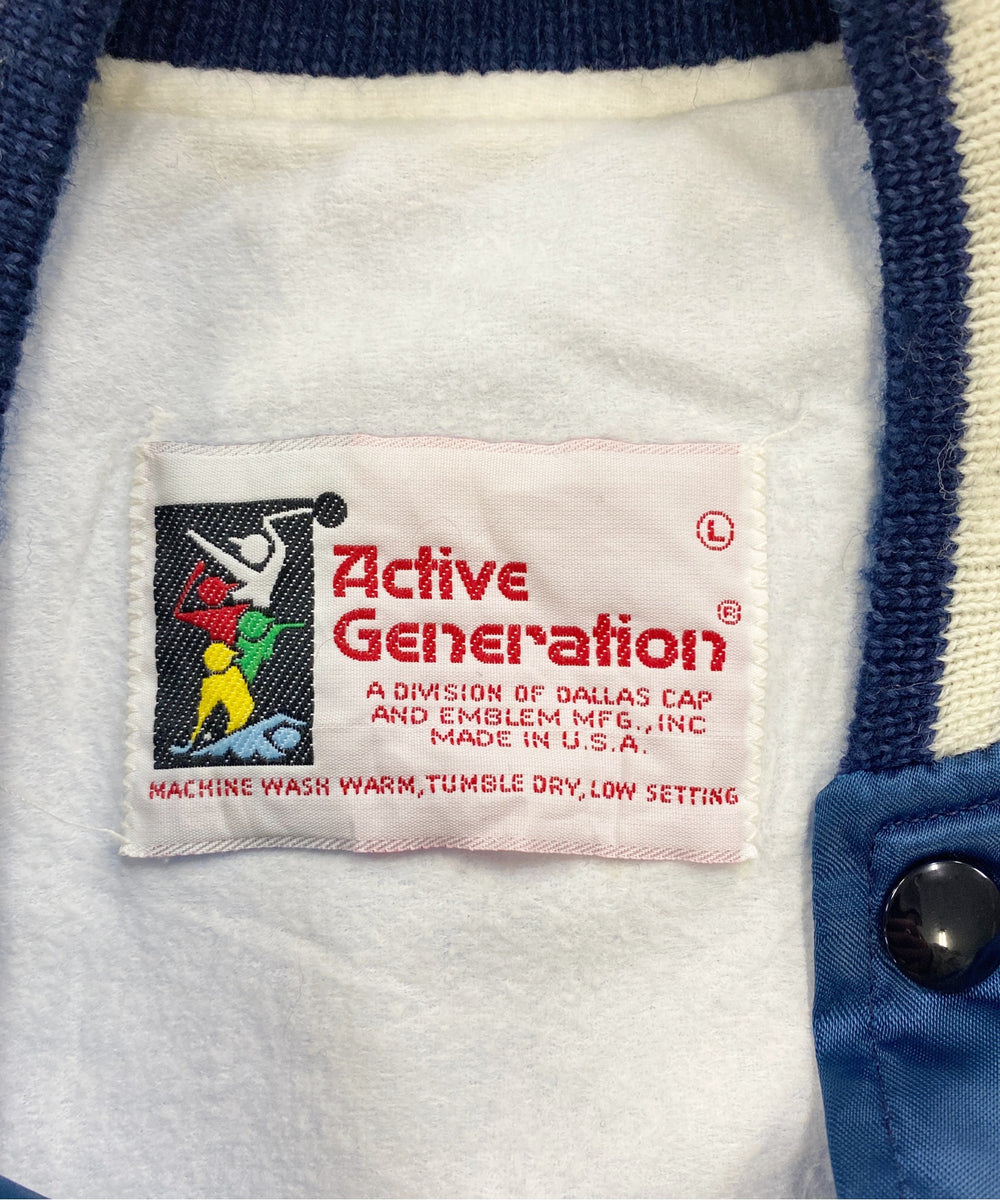 Ⓛ
Active
Generation®
A DIVISION OF DALLAS CAP
AND EMBLEM MFG., INC
MADE IN U.S.A.
MACHINE WASH WARM, TUMBLE DRY, LOW SETTING